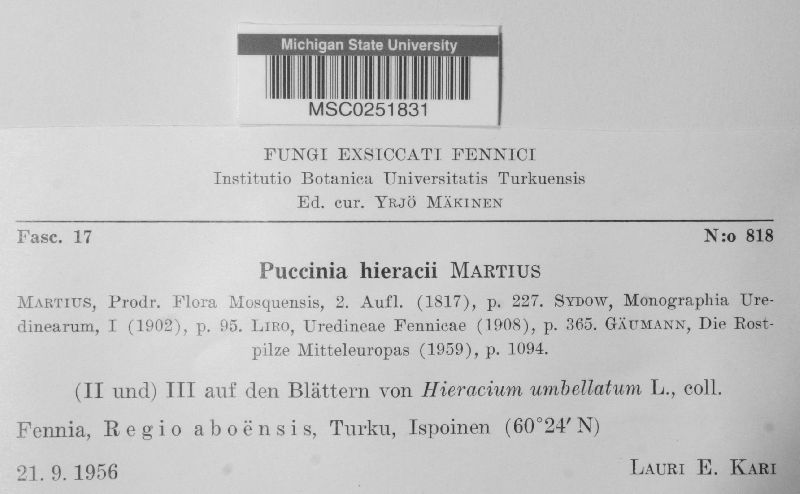 Michigan State University
MSC0251831
FUNGI EXSICCATI FENNICI
Institutio Botanica Universitatis Turkuensis
Ed. cur. YRJÖ MÄKINEN
Fasc. 17 N:o 818
Puccinia hieracii MARTIUS
MARTIUS, Prodr. Flora Mosquensis, 2. Aufl. (1817), p. 227. SYDOW, Monographia Ure-
dinearum, I (1902), p. 95. LIRO, Uredineae Fennicae (1908), p. 365. GÄUMANN, Die Rost-
pilze Mitteleuropas (1959), p. 1094.
(II und) III auf den Blättern von Hieracium umbellatum L., coll.
Fennia, Regio aboënsis, Turku, Ispoinen (60°24′ N)
21. 9. 1956 LAURI E. KARI